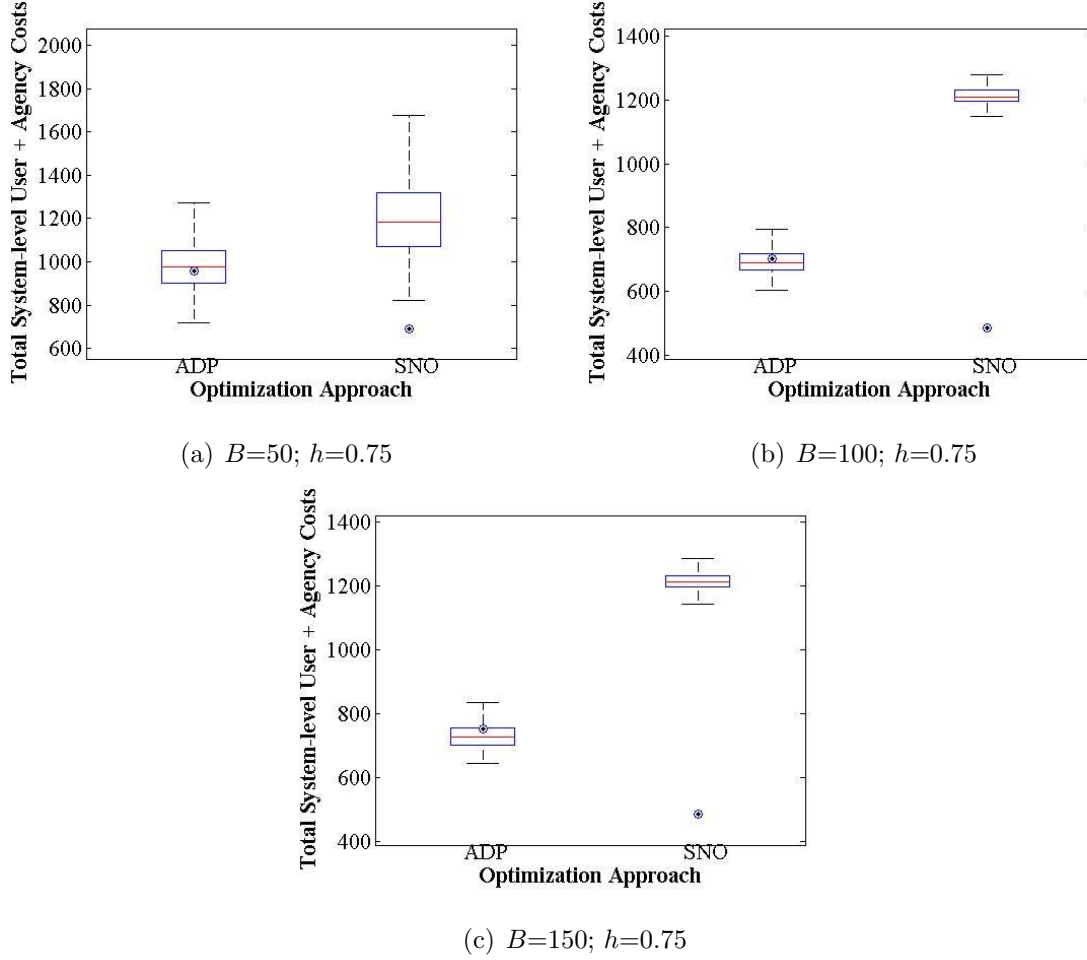 Total System-level User + Agency Costs
2000
1800
1600
1400
1200
1000
800
600
ADP
SNO
Optimization Approach
(a) B=50; h=0.75
Total System-level User + Agency Costs
1400
1200
1000
800
600
400
ADP
SNO
Optimization Approach
(b) B=100; h=0.75
Total System-level User + Agency Costs
1400
1200
1000
800
600
400
ADP
SNO
Optimization Approach
(c) B=150; h=0.75